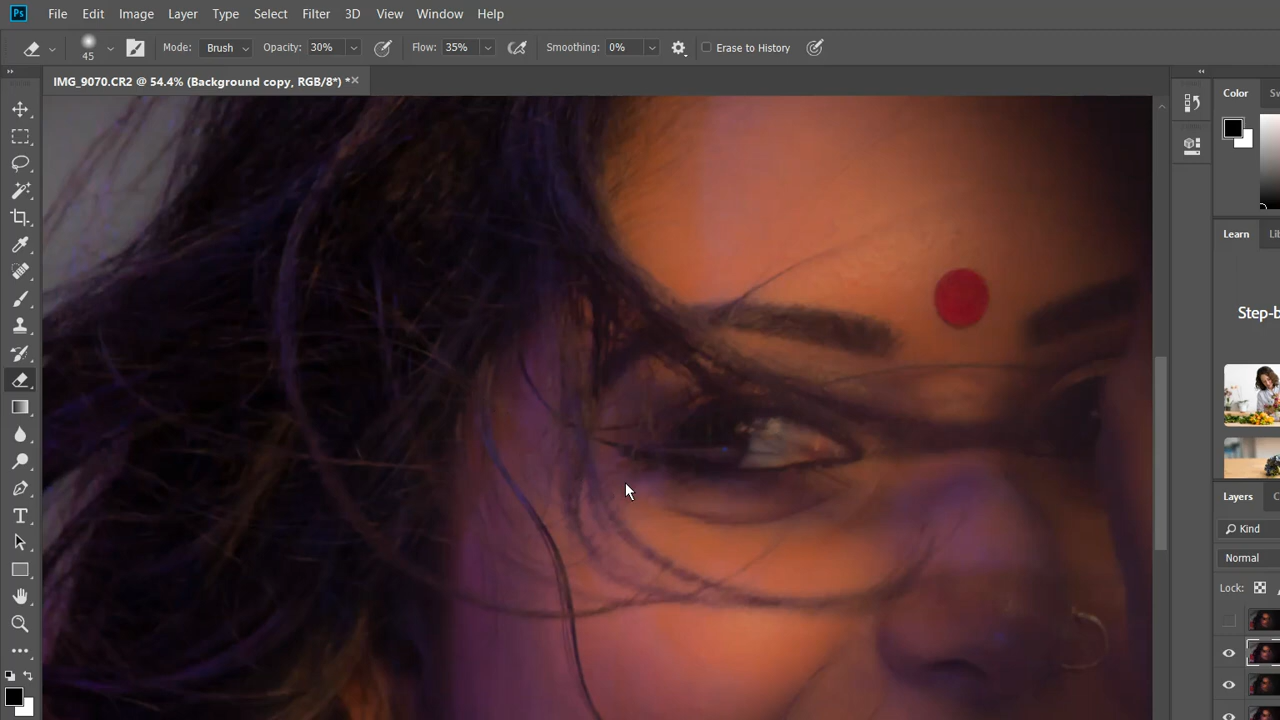 Ps File Edit Image Layer Type Select Filter 3D View Window Help
45 Mode: Brush Opacity: 30% Flow: 35% Smoothing: 0% Erase to History
IMG_9070.CR2 @ 54.4% (Background copy, RGB/8*) *
Color
Learn
Step-b
Layers
Kind
Normal
Lock: